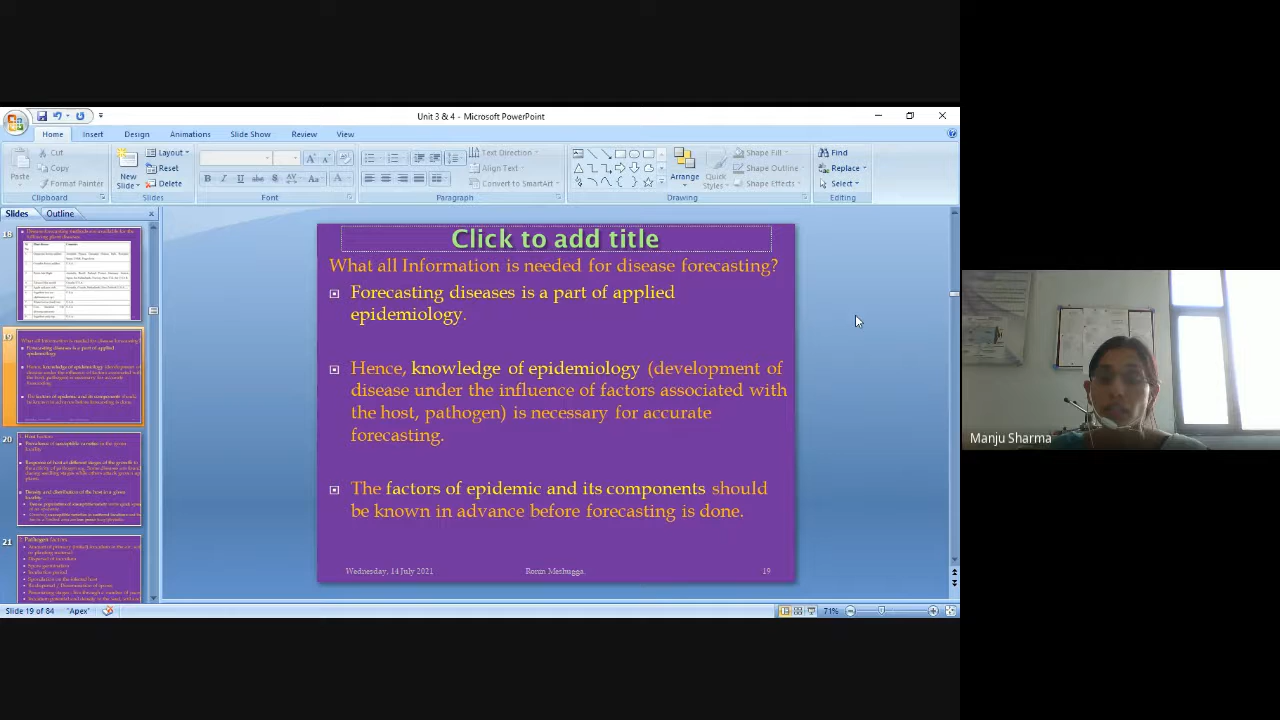 Unit 3 & 4 - Microsoft PowerPoint
Home Insert Design Animations Slide Show Review View
Paste
Cut
Copy
Format Painter
Clipboard
New Slide
Layout
Reset
Delete
Slides
Font
Text Direction
Align Text
Convert to SmartArt
Paragraph
Arrange
Quick Styles
Shape Fill
Shape Outline
Shape Effects
Drawing
Find
Replace
Select
Editing
Slides Outline
18
19
20
21
Click to add title
What all Information is needed for disease forecasting?
Forecasting diseases is a part of applied
epidemiology.
Hence, knowledge of epidemiology (development of
disease under the influence of factors associated with
the host, pathogen) is necessary for accurate
forecasting.
The factors of epidemic and its components should
be known in advance before forecasting is done.
Wednesday, 14 July 2021
19
Manju Sharma
Slide 19 of 84 "Apex" 71%